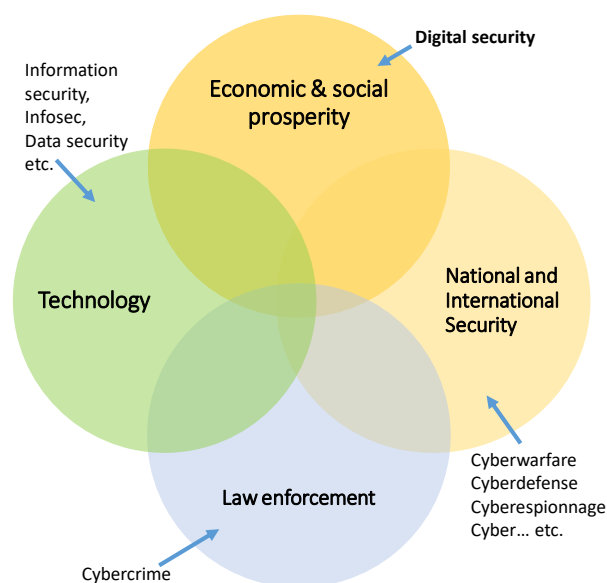 Digital security
Information
security,
Infosec,
Data security
etc.
Economic & social
prosperity
Technology
National and
International
Security
Law enforcement
Cyberwarfare
Cyberdefense
Cyberespionnage
Cyber... etc.
Cybercrime